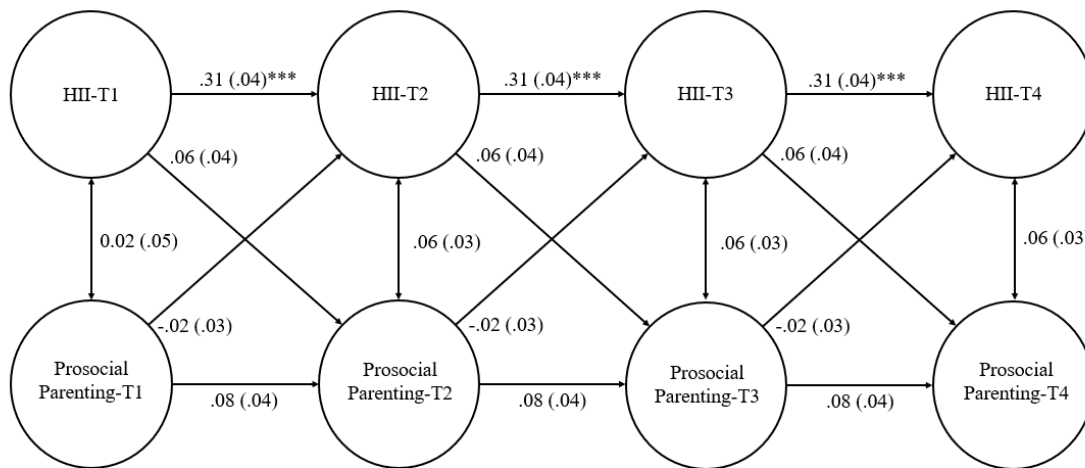 .31 (.04)***
.31 (.04)***
.31 (.04)***
HII-T1
HII-T2
HII-T3
HII-T4
.06 (.04)
.06 (.04)
.06 (.04)
0.02 (.05)
.06 (.03)
.06 (.03)
.06 (.03)
-.02 (.03)
-.02 (.03)
-.02 (.03)
Prosocial
Parenting-T1
Prosocial
Parenting-T2
Prosocial
Parenting-T3
Prosocial
Parenting-T4
.08 (.04)
.08 (.04)
.08 (.04)